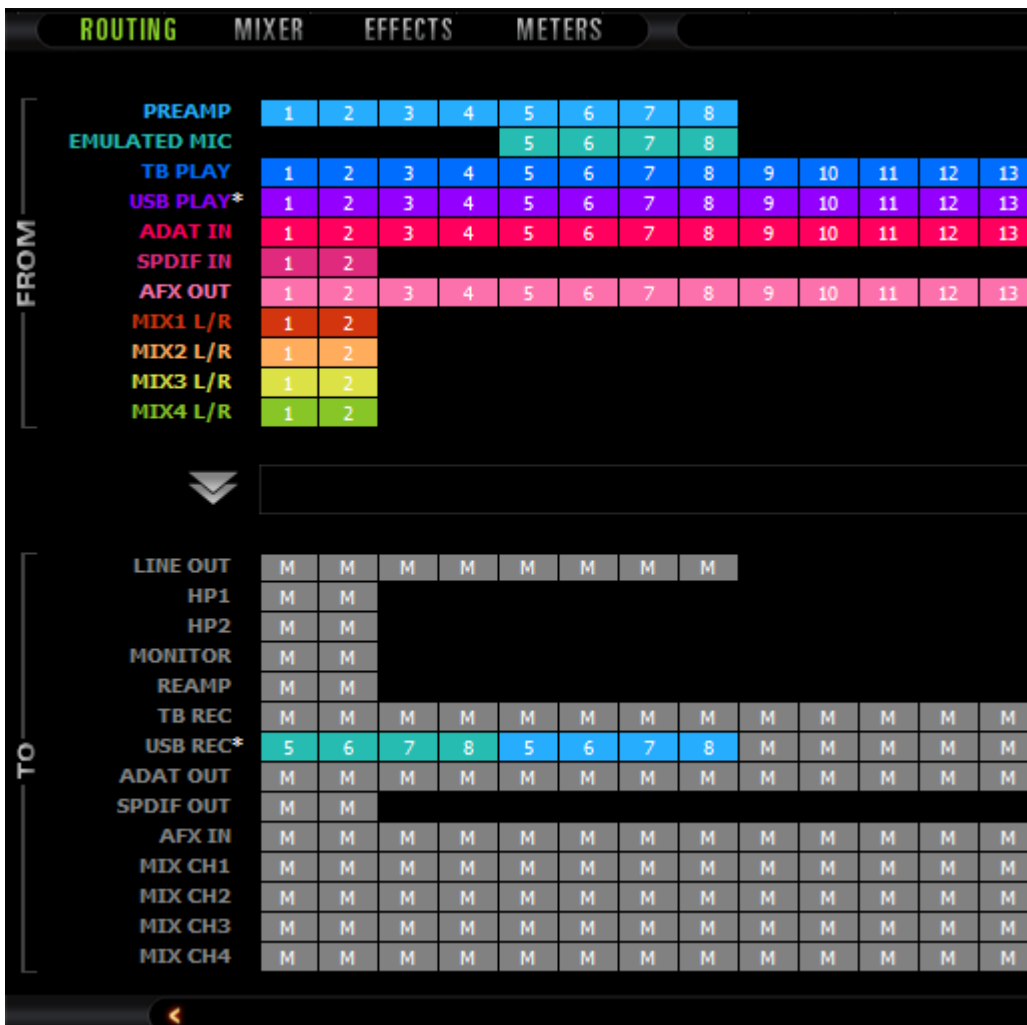 ROUTING MIXER EFFECTS METERS
FROM
PREAMP 1 2 3 4 5 6 7 8
EMULATED MIC 5 6 7 8
TB PLAY 1 2 3 4 5 6 7 8 9 10 11 12 13
USB PLAY* 1 2 3 4 5 6 7 8 9 10 11 12 13
ADAT IN 1 2 3 4 5 6 7 8 9 10 11 12 13
SPDIF IN 1 2
AFX OUT 1 2 3 4 5 6 7 8 9 10 11 12 13
MIX1 L/R 1 2
MIX2 L/R 1 2
MIX3 L/R 1 2
MIX4 L/R 1 2
TO
LINE OUT M M M M M M M M
HP1 M M
HP2 M M
MONITOR M M
REAMP M M
TB REC M M M M M M M M M M M M M
USB REC* 5 6 7 8 5 6 7 8 M M M M M
ADAT OUT M M M M M M M M M M M M M
SPDIF OUT M M
AFX IN M M M M M M M M M M M M M
MIX CH1 M M M M M M M M M M M M M
MIX CH2 M M M M M M M M M M M M M
MIX CH3 M M M M M M M M M M M M M
MIX CH4 M M M M M M M M M M M M M